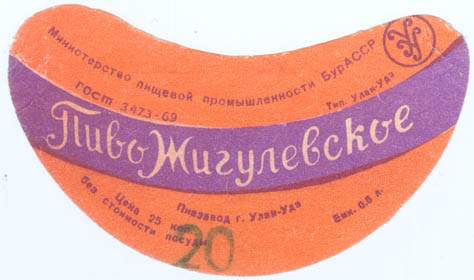 Министерство пищевой промышленности БурАССР
ГОСТ 3473-69
Тип. Улан-Удэ
Пиво Жигулевское
Пивзавод г. Улан-Удэ
Цена 25 коп.
без стоимости посуды
Емк. 0,5 л.
20